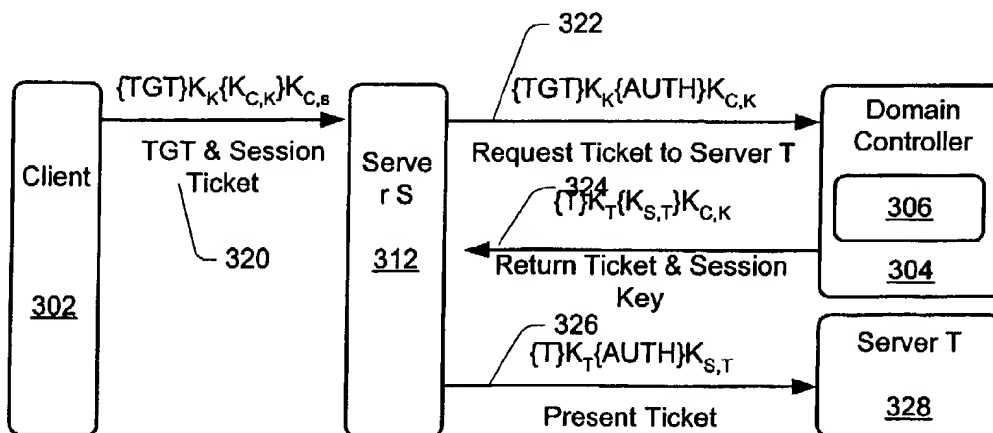 322
{TGT}K_K{K_C,K}K_C,s
TGT & Session
Ticket
320
Client
302
Serve
r S
312
{TGT}K_K{AUTH}K_C,K
Request Ticket to Server T
324
{T}K_T{K_S,T}K_C,K
Return Ticket & Session
Key
326
{T}K_T{AUTH}K_S,T
Present Ticket
Domain
Controller
306
304
Server T
328